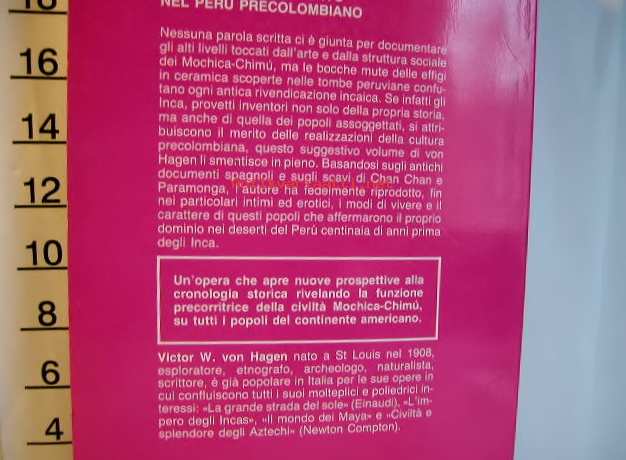 NEL PERÙ PRECOLOMBIANO
Nessuna parola scritta ci è giunta per documentare
gli alti livelli toccati dall'arte e dalla struttura sociale
dei Mochica-Chimú, ma le bocche mute delle effigi
in ceramica scoperte nelle tombe peruviane confu-
tano ogni antica rivendicazione incaica. Se infatti gli
Inca, provetti inventori non solo della propria storia,
ma anche di quella dei popoli assoggettati, si attri-
buiscono il merito delle realizzazioni della cultura
precolombiana, questo suggestivo volume di von
Hagen li smentisce in pieno. Basandosi sugli antichi
documenti spagnoli e sugli scavi di Chan Chan e
Paramonga, l'autore ha fedelmente riprodotto, fin
nei particolari intimi ed erotici, i modi di vivere e il
carattere di questi popoli che affermarono il proprio
dominio nei deserti del Perù centinaia di anni prima
degli Inca.
Un'opera che apre nuove prospettive alla
cronologia storica rivelando la funzione
precorritrice della civiltà Mochica-Chimú,
su tutti i popoli del continente americano.
Victor W. von Hagen nato a St Louis nel 1908,
esploratore, etnografo, archeologo, naturalista,
scrittore, è già popolare in Italia per le sue opere in
cui confluiscono tutti i suoi molteplici e poliedrici in-
teressi: «La grande strada del sole» (Einaudi), «L'im-
pero degli Incas», «Il mondo dei Maya» e «Civiltà e
splendore degli Aztechi» (Newton Compton).
16
14
12
10
8
6
4